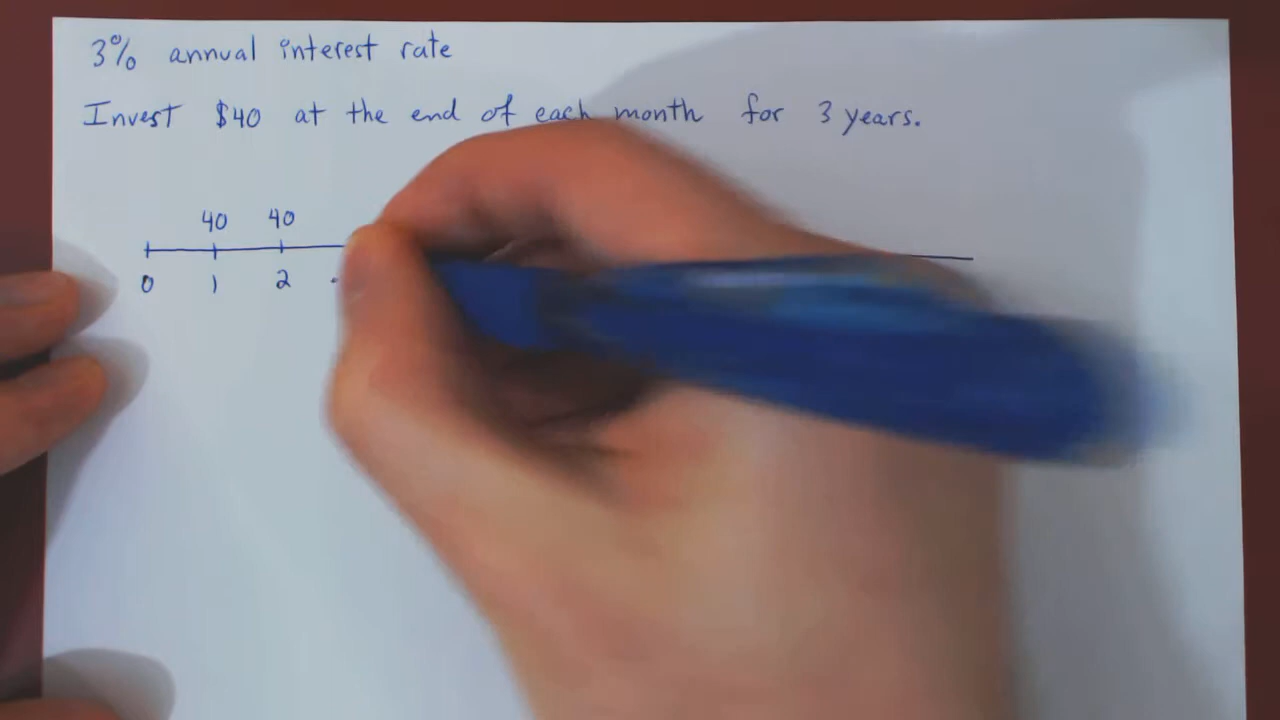 3% annual interest rate
Invest $40 at the end of each month for 3 years.
40 40
0 1 2